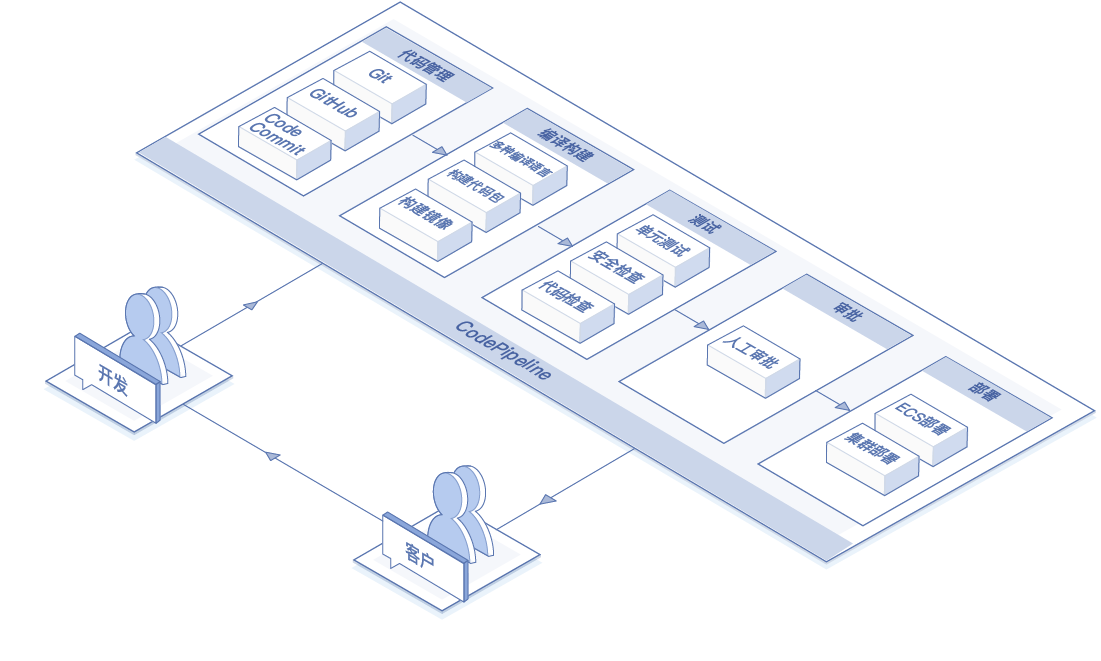 代码管理
Git
GitHub
Code
Commit
编译构建
多种编译语言
构建代码包
构建镜像
测试
单元测试
安全检查
代码检查
审批
人工审批
部署
ECS部署
集群部署
CodePipeline
开发
客户